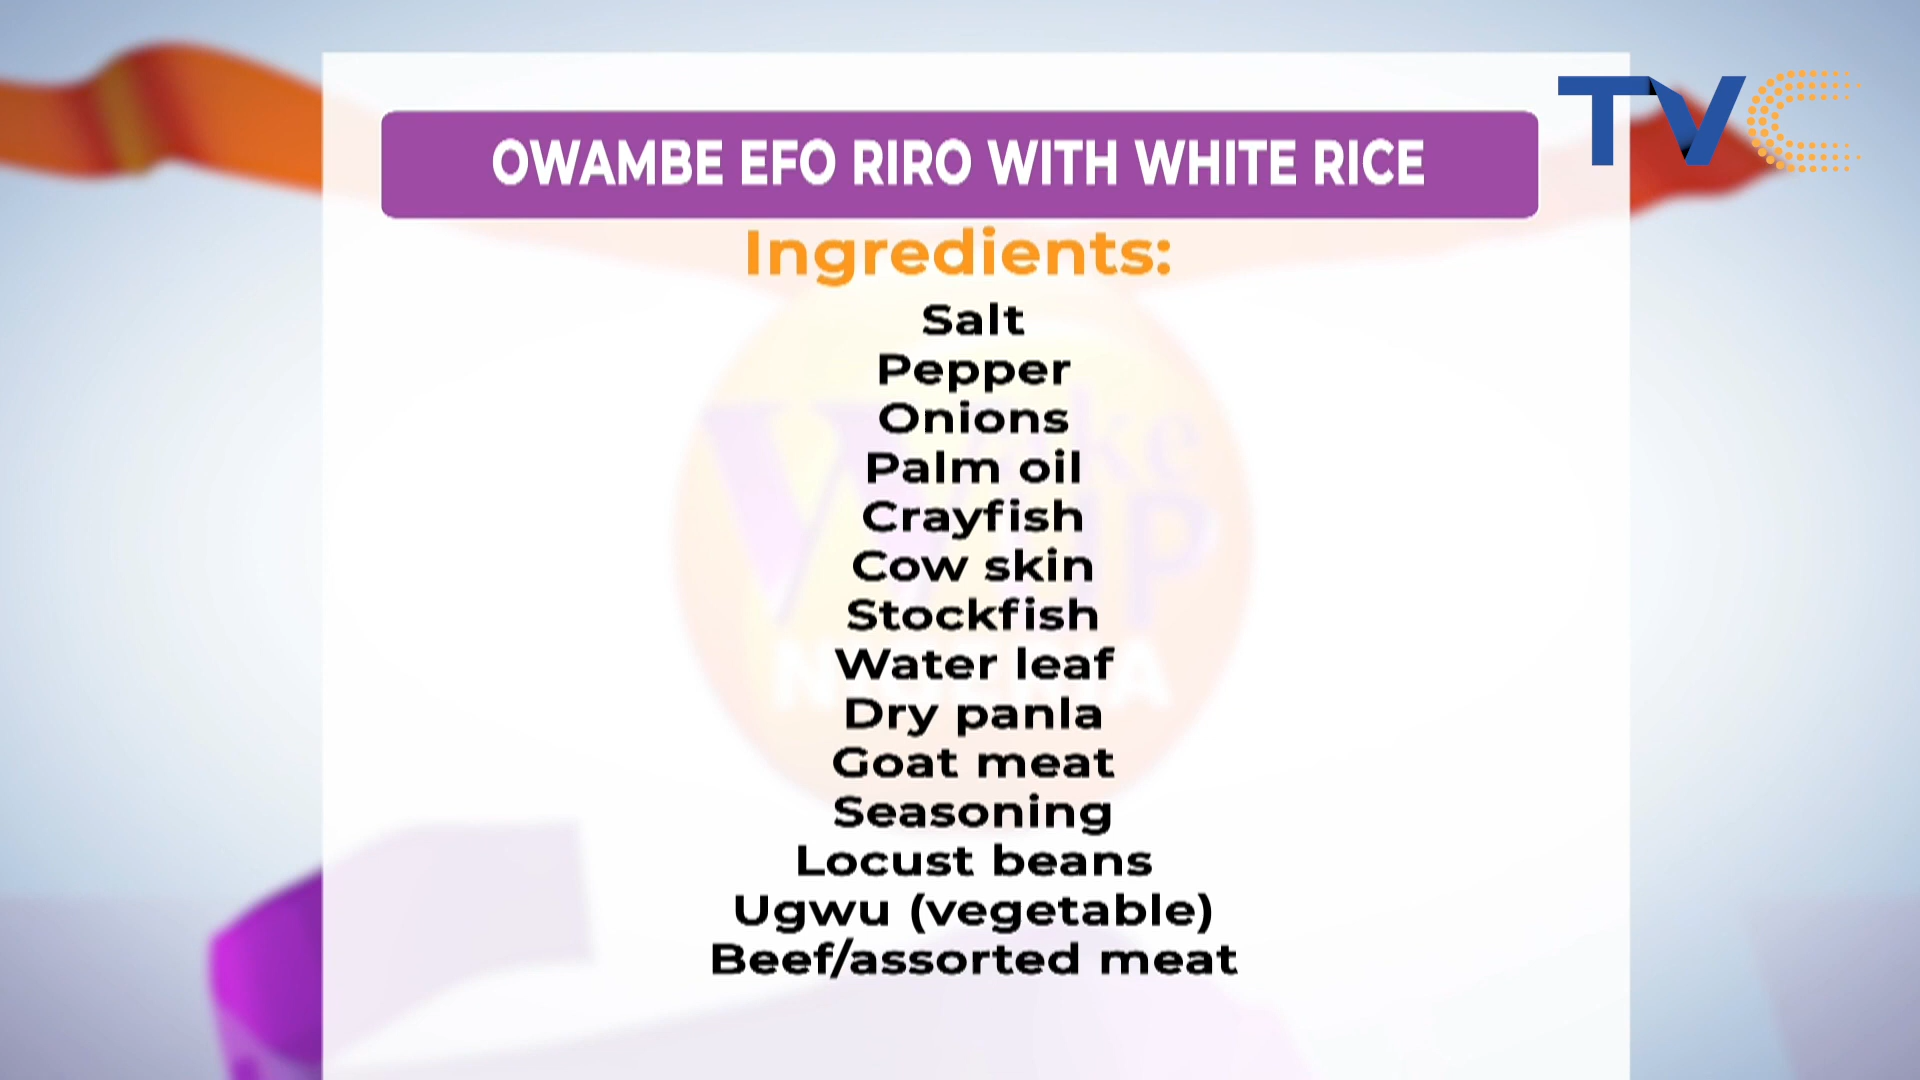 TVC
OWAMBE EFO RIRO WITH WHITE RICE
Ingredients:
Salt
Pepper
Onions
Palm oil
Crayfish
Cow skin
Stockfish
Water leaf
Dry panla
Goat meat
Seasoning
Locust beans
Ugwu (vegetable)
Beef/assorted meat